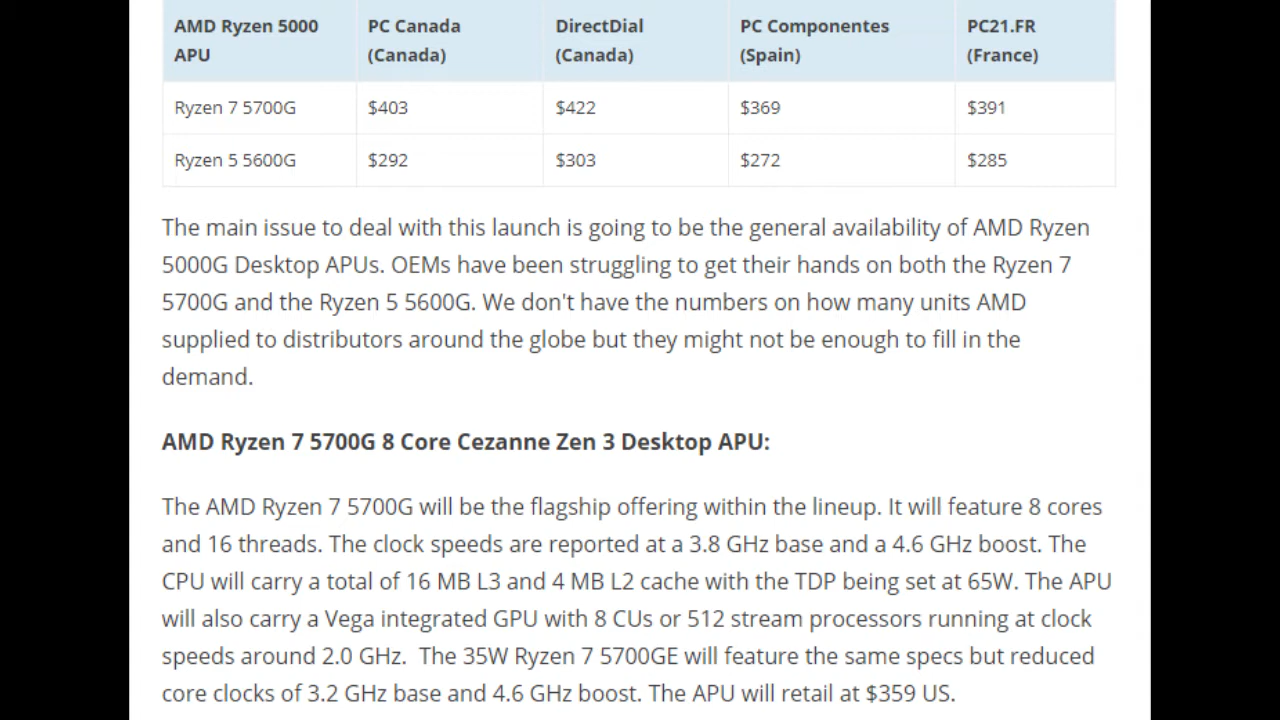 AMD Ryzen 5000 APU | PC Canada (Canada) | DirectDial (Canada) | PC Componentes (Spain) | PC21.FR (France)
Ryzen 7 5700G | $403 | $422 | $369 | $391
Ryzen 5 5600G | $292 | $303 | $272 | $285
The main issue to deal with this launch is going to be the general availability of AMD Ryzen
5000G Desktop APUs. OEMs have been struggling to get their hands on both the Ryzen 7
5700G and the Ryzen 5 5600G. We don't have the numbers on how many units AMD
supplied to distributors around the globe but they might not be enough to fill in the
demand.
AMD Ryzen 7 5700G 8 Core Cezanne Zen 3 Desktop APU:
The AMD Ryzen 7 5700G will be the flagship offering within the lineup. It will feature 8 cores
and 16 threads. The clock speeds are reported at a 3.8 GHz base and a 4.6 GHz boost. The
CPU will carry a total of 16 MB L3 and 4 MB L2 cache with the TDP being set at 65W. The APU
will also carry a Vega integrated GPU with 8 CUs or 512 stream processors running at clock
speeds around 2.0 GHz.  The 35W Ryzen 7 5700GE will feature the same specs but reduced
core clocks of 3.2 GHz base and 4.6 GHz boost. The APU will retail at $359 US.